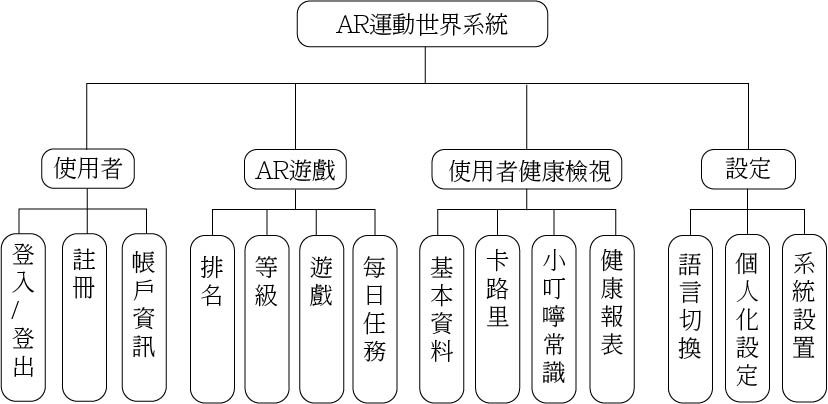 AR運動世界系統
使用者
AR遊戲
使用者健康檢視
設定
登入/登出
註冊
帳戶資訊
排名
等級
遊戲
每日任務
基本資料
卡路里
小叮嚀常識
健康報表
語言切換
個人化設定
系統設置